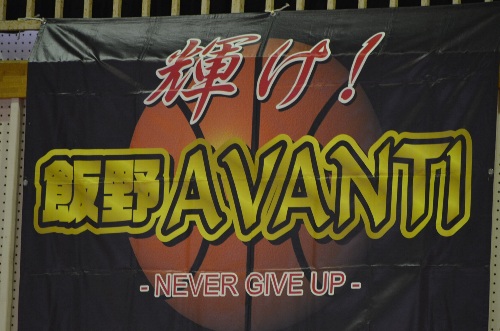 輝け!
飯野AVANTI
- NEVER GIVE UP -